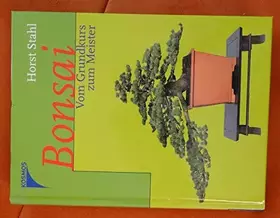 Horst Stahl
Bonsai
Vom Grundkurs
zum Meister
KOSMOS